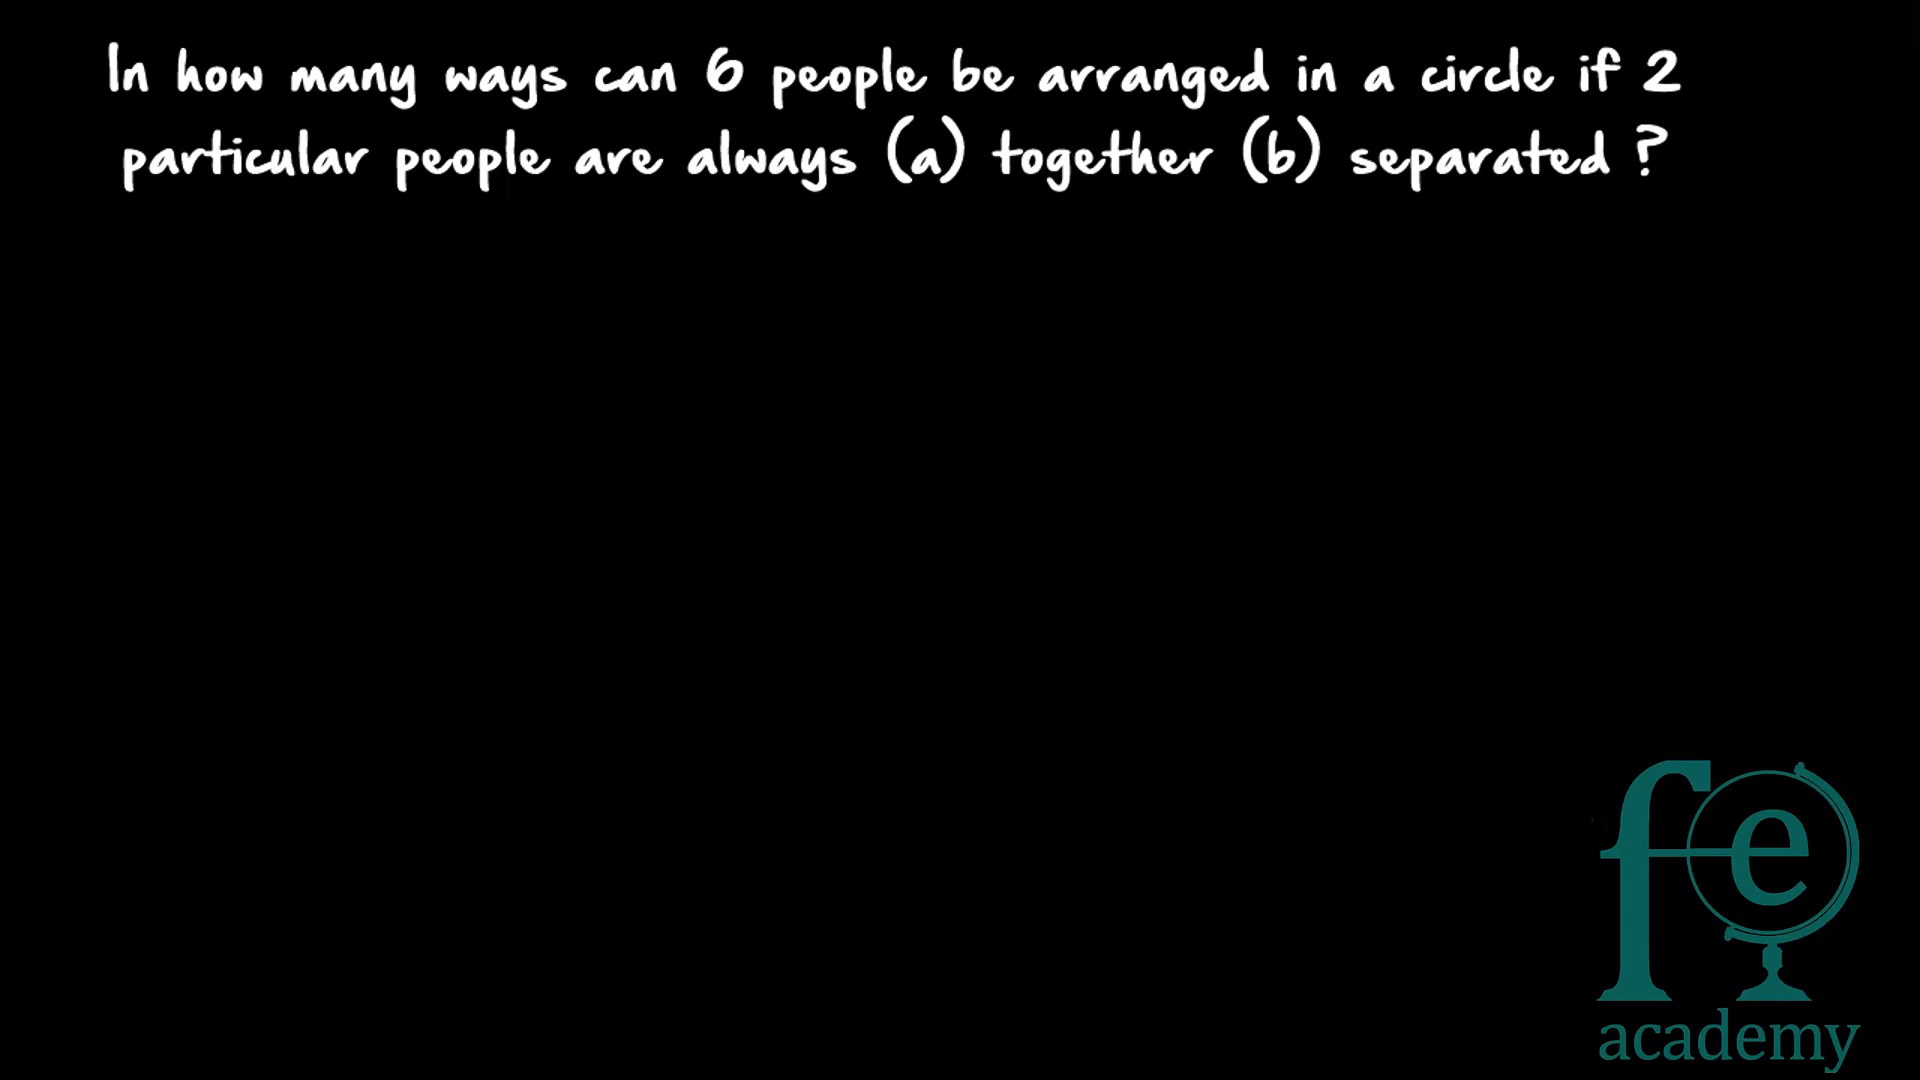 In how many ways can 6 people be arranged in a circle if 2
particular people are always (a) together (b) separated ?
fe
academy